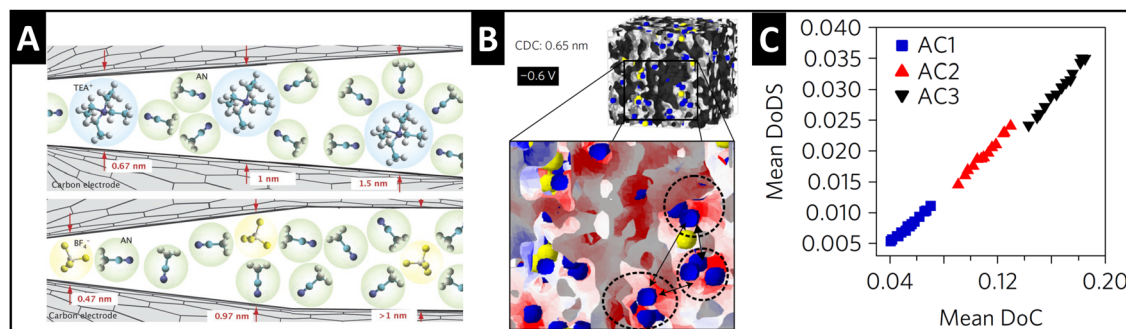 A
TEA+
AN
0.67 nm
1 nm
1.5 nm
Carbon electrode
BF4-
AN
0.47 nm
0.97 nm
>1 nm
Carbon electrode
B
CDC: 0.65 nm
−0.6 V
C
Mean DoDS
0.040
0.035
0.030
0.025
0.020
0.015
0.010
0.005
AC1
AC2
AC3
0.04 0.12 0.20
Mean DoC